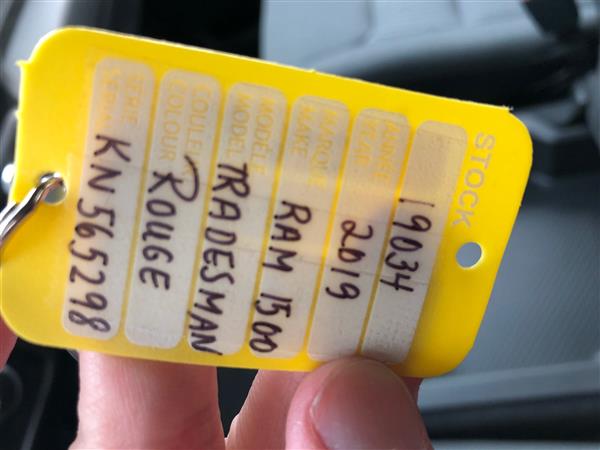 STOCK 19034
ANNÉE
YEAR 2019
MARQUE
MAKE RAM 1500
MODÈLE
MODEL TRADESMAN
COULEUR
COLOUR ROUGE
SÉRIE
SERIAL KN565298